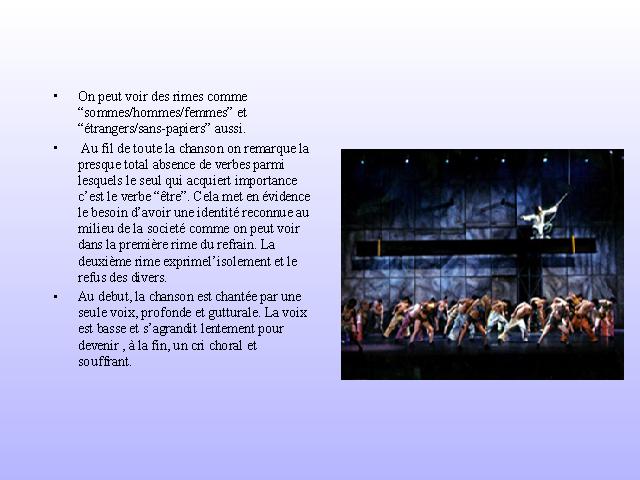 • On peut voir des rimes comme
“sommes/hommes/femmes” et
“étrangers/sans-papiers” aussi.
• Au fil de toute la chanson on remarque la
presque total absence de verbes parmi
lesquels le seul qui acquiert importance
c’est le verbe “être”. Cela met en évidence
le besoin d’avoir une identité reconnue au
milieu de la societé comme on peut voir
dans la première rime du refrain. La
deuxième rime exprimel’isolement et le
refus des divers.
• Au debut, la chanson est chantée par une
seule voix, profonde et gutturale. La voix
est basse et s’agrandit lentement pour
devenir , à la fin, un cri choral et
souffrant.